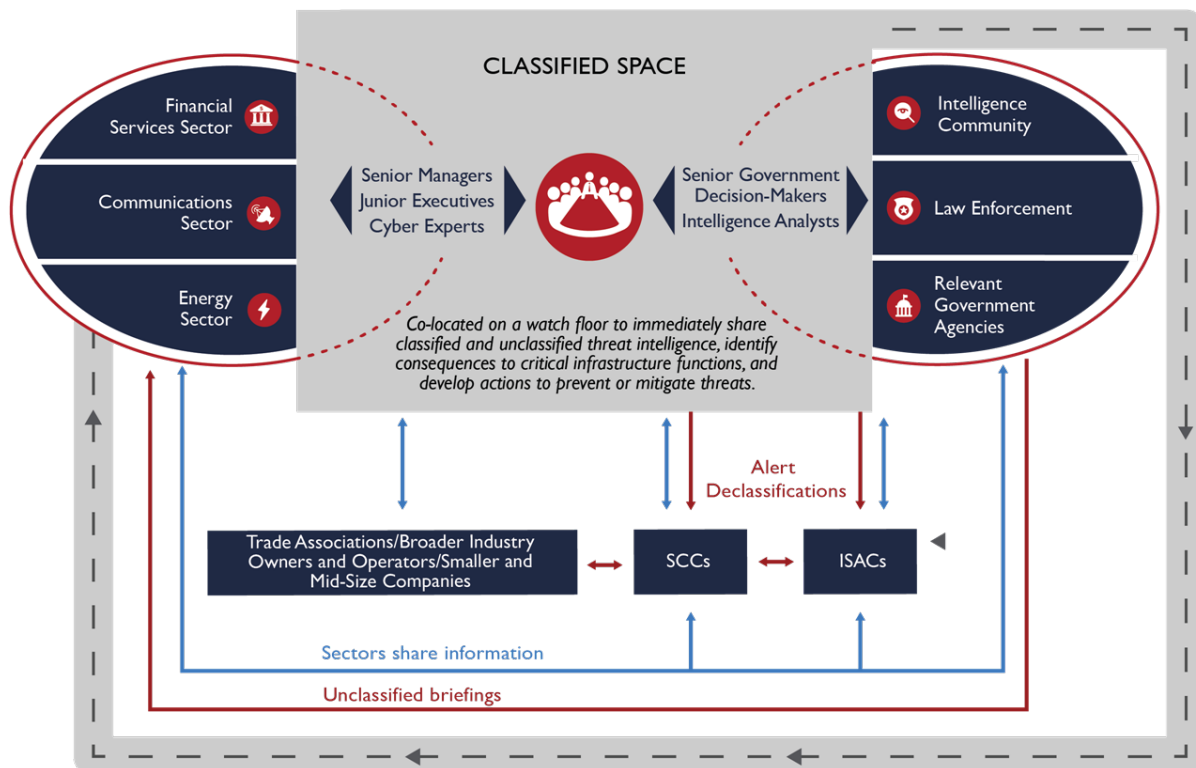 CLASSIFIED SPACE
Financial
Services Sector
Communications
Sector
Energy
Sector
Senior Managers
Junior Executives
Cyber Experts
Senior Government
Decision-Makers
Intelligence Analysts
Intelligence
Community
Law Enforcement
Relevant
Government
Agencies
Co-located on a watch floor to immediately share
classified and unclassified threat intelligence, identify
consequences to critical infrastructure functions, and
develop actions to prevent or mitigate threats.
Alert
Declassifications
Trade Associations/Broader Industry
Owners and Operators/Smaller and
Mid-Size Companies
SCCs
ISACs
Sectors share information
Unclassified briefings